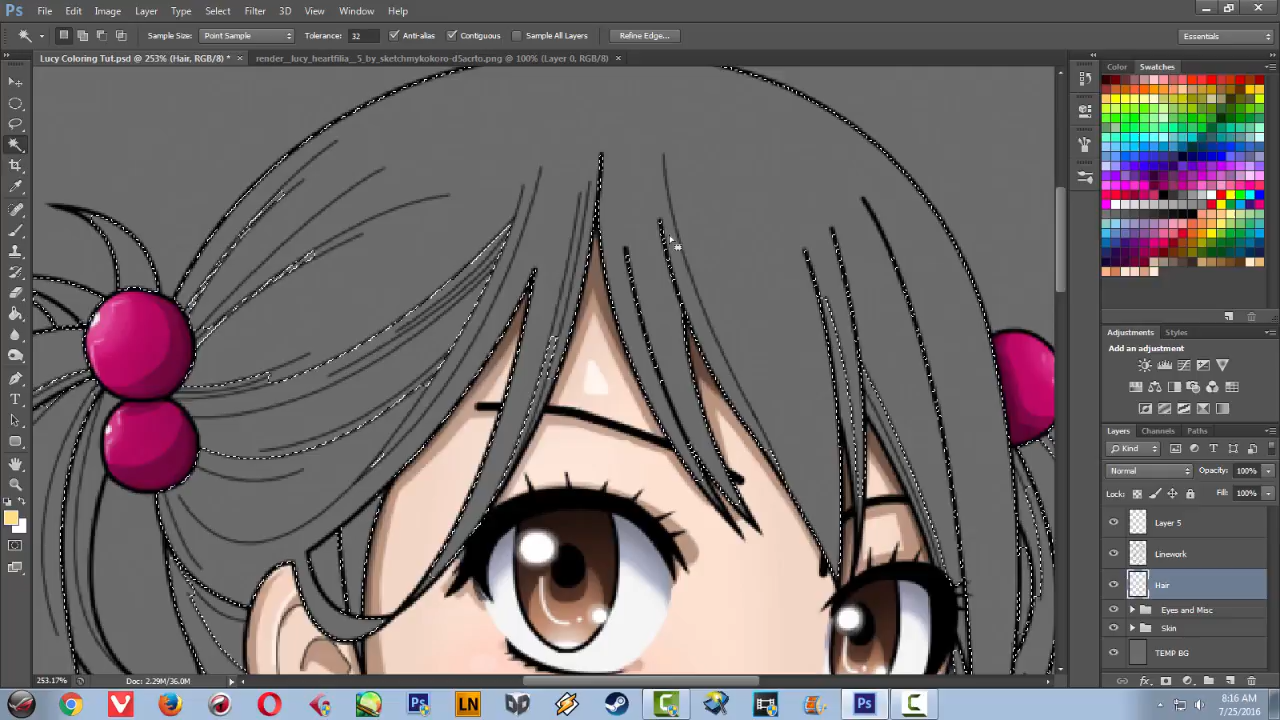 Ps File Edit Image Layer Type Select Filter 3D View Window Help
Sample Size: Point Sample Tolerance: 32 Anti-alias Contiguous Sample All Layers Refine Edge... Essentials
Lucy Coloring Tut.psd @ 253% (Hair, RGB/8) * × render__lucy_heartfilia__5_by_sketchmykokoro-d5acrto.png @ 100% (Layer 0, RGB/8) ×
Color Swatches
Adjustments Styles
Add an adjustment
Layers Channels Paths
Kind
Normal Opacity: 100%
Lock: Fill: 100%
Layer 5
Linework
Hair
Eyes and Misc
Skin
TEMP BG
253.17% Doc: 2.29M/36.0M
8:16 AM
7/25/2016